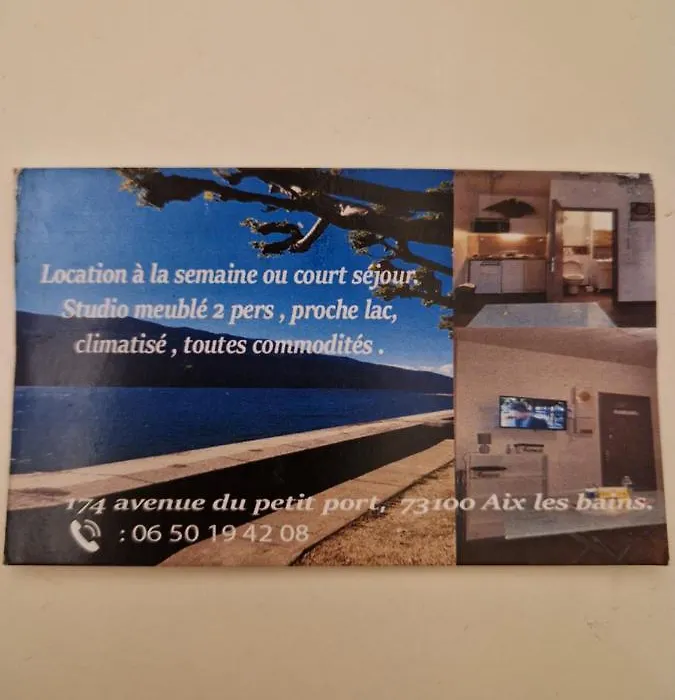 Location à la semaine ou court séjour.
Studio meublé 2 pers , proche lac,
climatisé , toutes commodités .
174 avenue du petit port, 73100 Aix les bains.
: 06 50 19 42 08